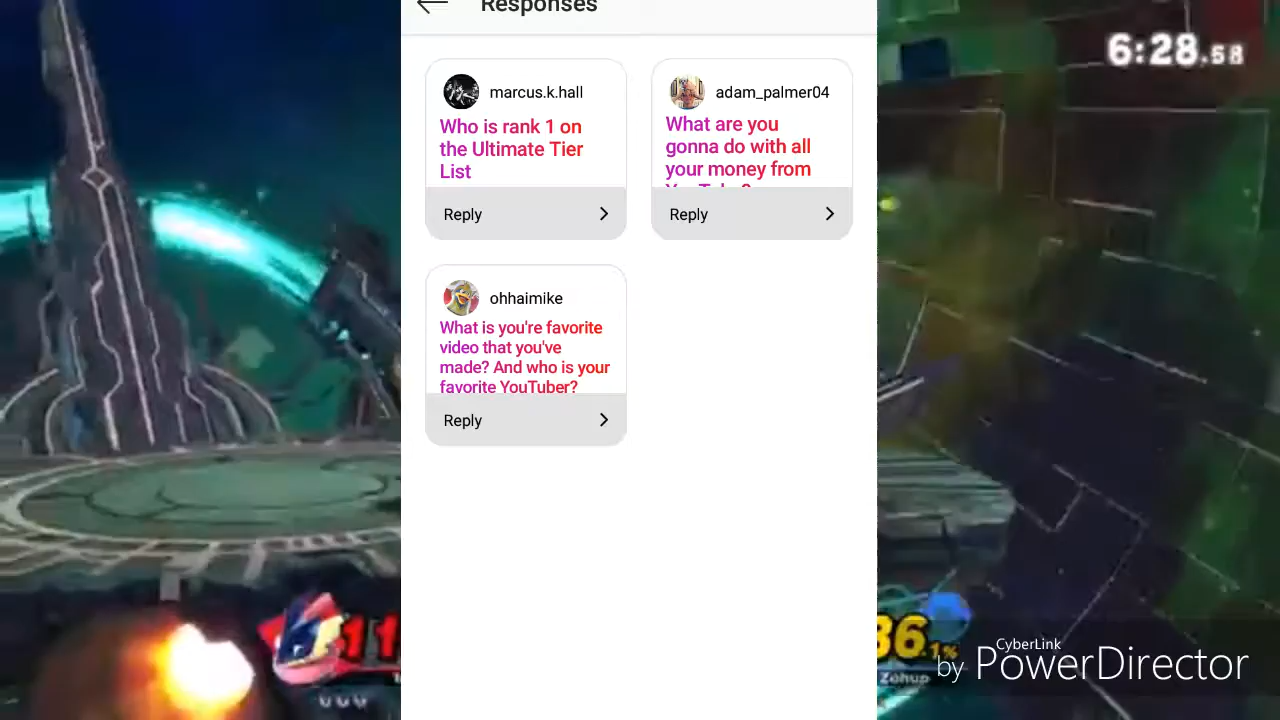 Responses
6:28.58
marcus.k.hall
Who is rank 1 on
the Ultimate Tier
List
Reply
adam_palmer04
What are you
gonna do with all
your money from
Reply
ohhaimike
What is you're favorite
video that you've
made? And who is your
favorite YouTuber?
Reply
CyberLink
by PowerDirector